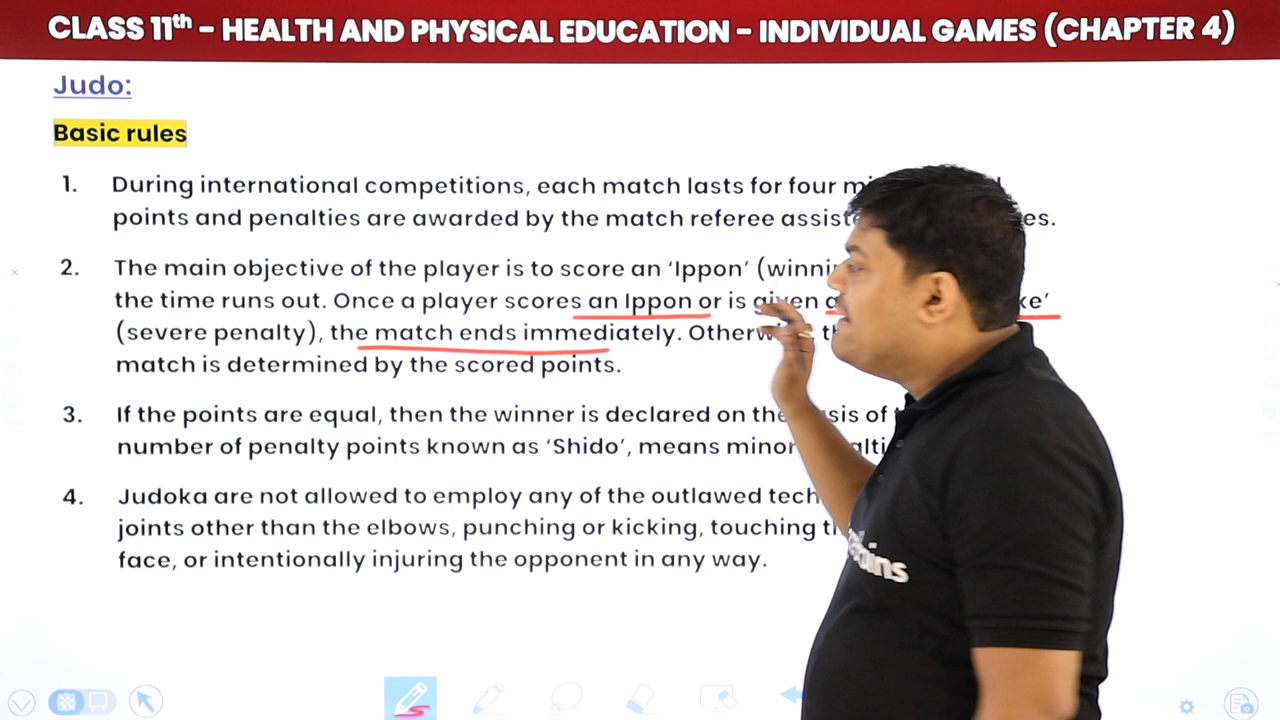 CLASS 11th – HEALTH AND PHYSICAL EDUCATION – INDIVIDUAL GAMES (CHAPTER 4)
Judo:
Basic rules
1. During international competitions, each match lasts for four
points and penalties are awarded by the match referee
2. The main objective of the player is to score an ‘Ippon’
the time runs out. Once a player scores an Ippon or is given
(severe penalty), the match ends immediately. Otherwise
match is determined by the scored points.
3. If the points are equal, then the winner is declared on the of
number of penalty points known as ‘Shido’, means minor
4. Judoka are not allowed to employ any of the outlawed
joints other than the elbows, punching or kicking, touching
face, or intentionally injuring the opponent in any way.